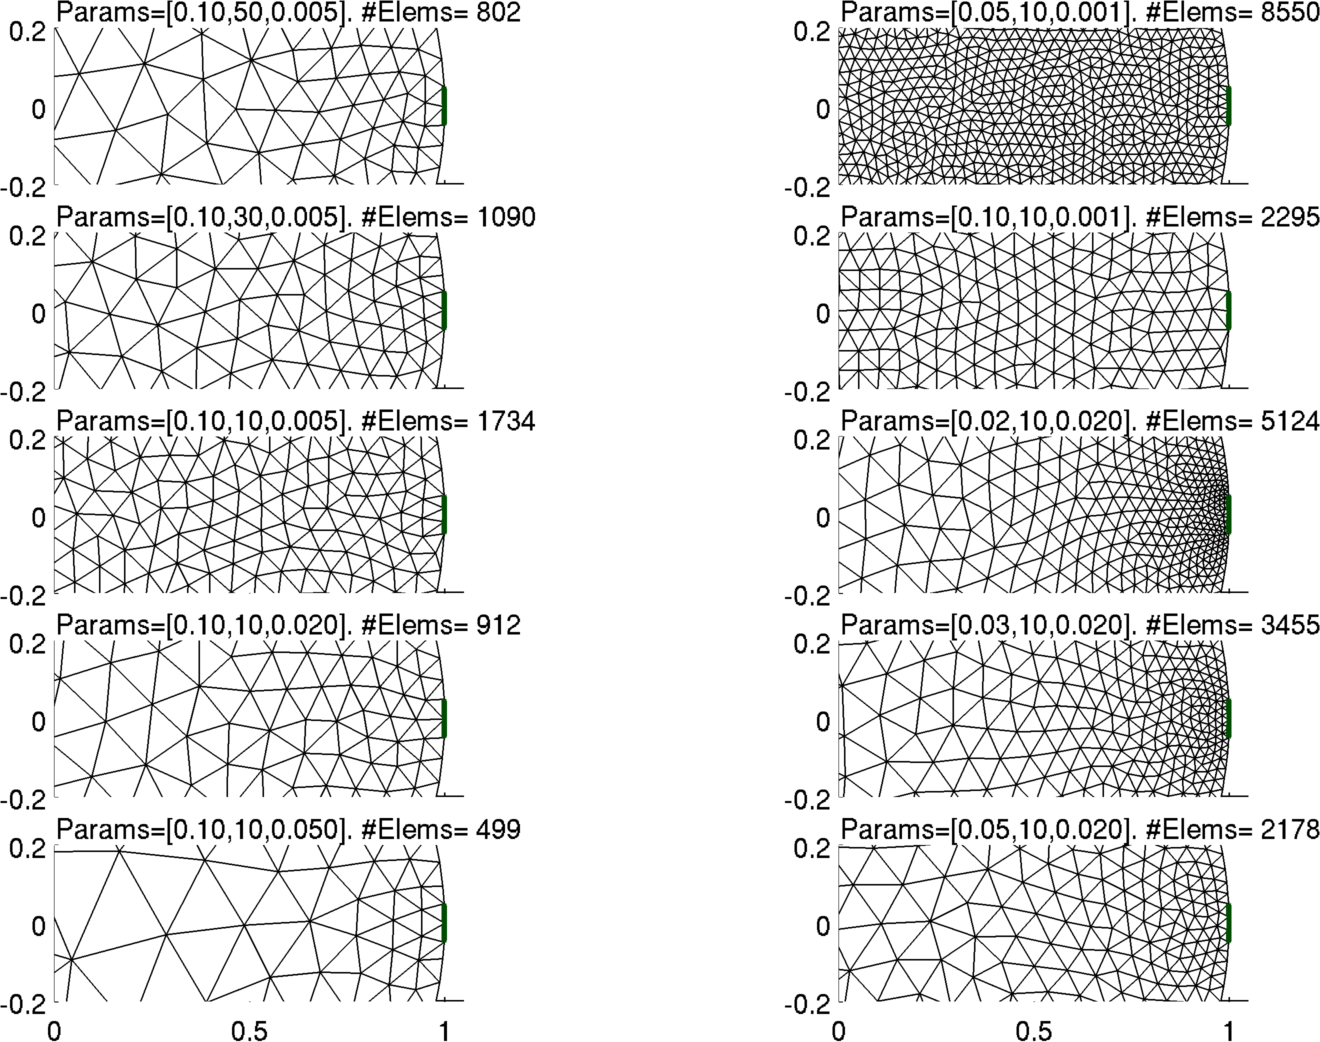 Params=[0.10,50,0.005]. #Elems= 802
0.2
0
-0.2
Params=[0.10,30,0.005]. #Elems= 1090
0.2
0
-0.2
Params=[0.10,10,0.005]. #Elems= 1734
0.2
0
-0.2
Params=[0.10,10,0.020]. #Elems= 912
0.2
0
-0.2
Params=[0.10,10,0.050]. #Elems= 499
0.2
0
-0.2
0 0.5 1
Params=[0.05,10,0.001]. #Elems= 8550
0.2
0
-0.2
Params=[0.10,10,0.001]. #Elems= 2295
0.2
0
-0.2
Params=[0.02,10,0.020]. #Elems= 5124
0.2
0
-0.2
Params=[0.03,10,0.020]. #Elems= 3455
0.2
0
-0.2
Params=[0.05,10,0.020]. #Elems= 2178
0.2
0
-0.2
0 0.5 1